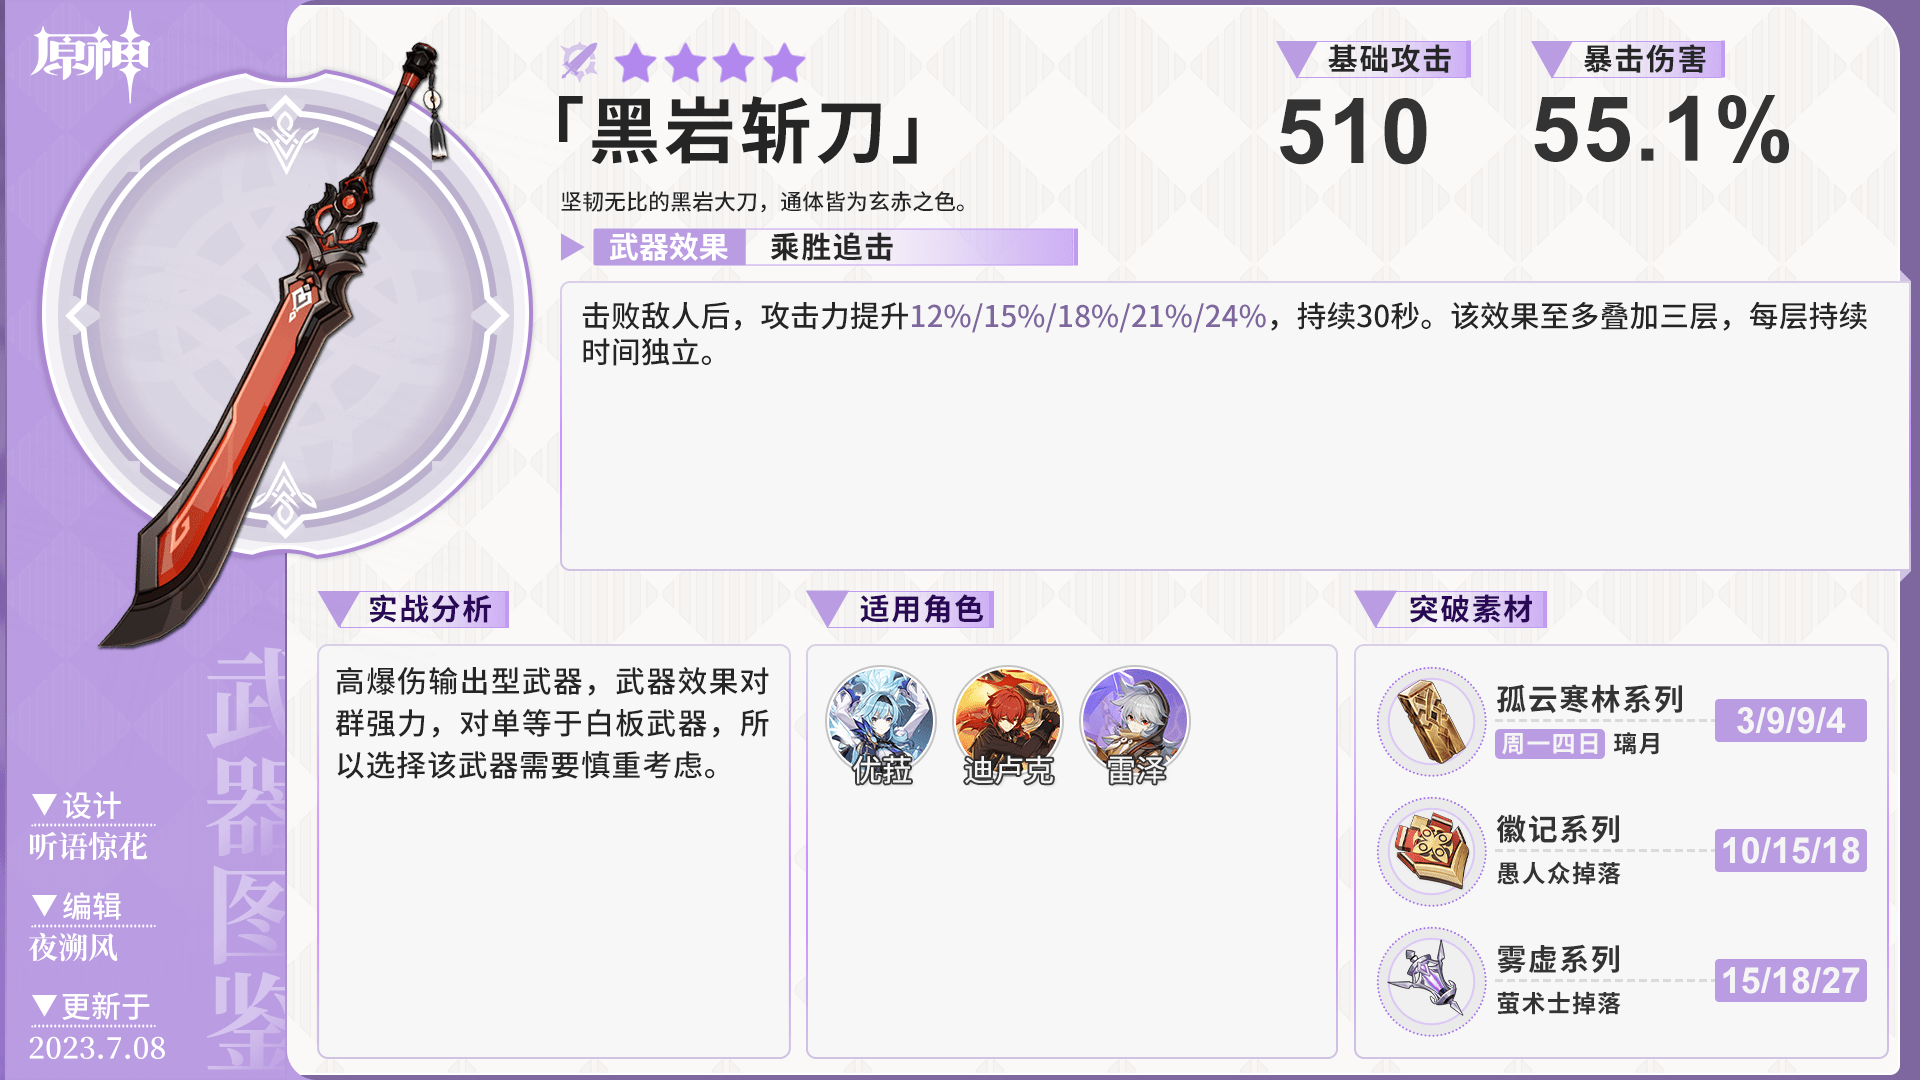 原神
「黑岩斩刀」
坚韧无比的黑岩大刀，通体皆为玄赤之色。
基础攻击
510
暴击伤害
55.1%
武器效果 乘胜追击
击败敌人后，攻击力提升12%/15%/18%/21%/24%，持续30秒。该效果至多叠加三层，每层持续
时间独立。
实战分析
高爆伤输出型武器，武器效果对
群强力，对单等于白板武器，所
以选择该武器需要慎重考虑。
适用角色
优菈
迪卢克
雷泽
突破素材
孤云寒林系列
周一四日 璃月
3/9/9/4
徽记系列
愚人众掉落
10/15/18
雾虚系列
萤术士掉落
15/18/27
武器图鉴
▼设计
听语惊花
▼编辑
夜溯风
▼更新于
2023.7.08